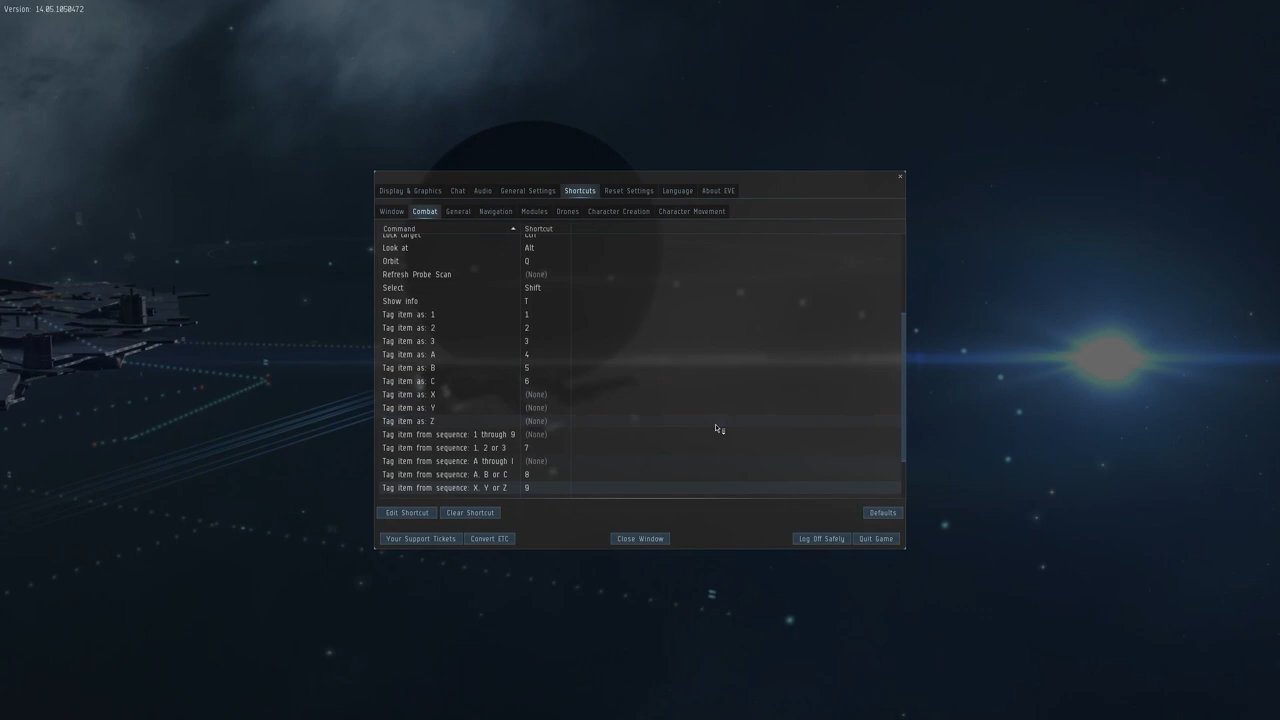 Version: 14.05.1050472
Display & Graphics Chat Audio General Settings Shortcuts Reset Settings Language About EVE
Window Combat General Navigation Modules Drones Character Creation Character Movement
Command Shortcut
Lock target
Look at Alt
Orbit Q
Refresh Probe Scan (None)
Select Shift
Show info T
Tag item as: 1 1
Tag item as: 2 2
Tag item as: 3 3
Tag item as: A 4
Tag item as: B 5
Tag item as: C 6
Tag item as: X (None)
Tag item as: Y (None)
Tag item as: Z (None)
Tag item from sequence: 1 through 9 (None)
Tag item from sequence: 1, 2 or 3 7
Tag item from sequence: A through I (None)
Tag item from sequence: A, B or C 8
Tag item from sequence: X, Y or Z 9
Edit Shortcut Clear Shortcut Defaults
Your Support Tickets Convert ETC Close Window Log Off Safely Quit Game